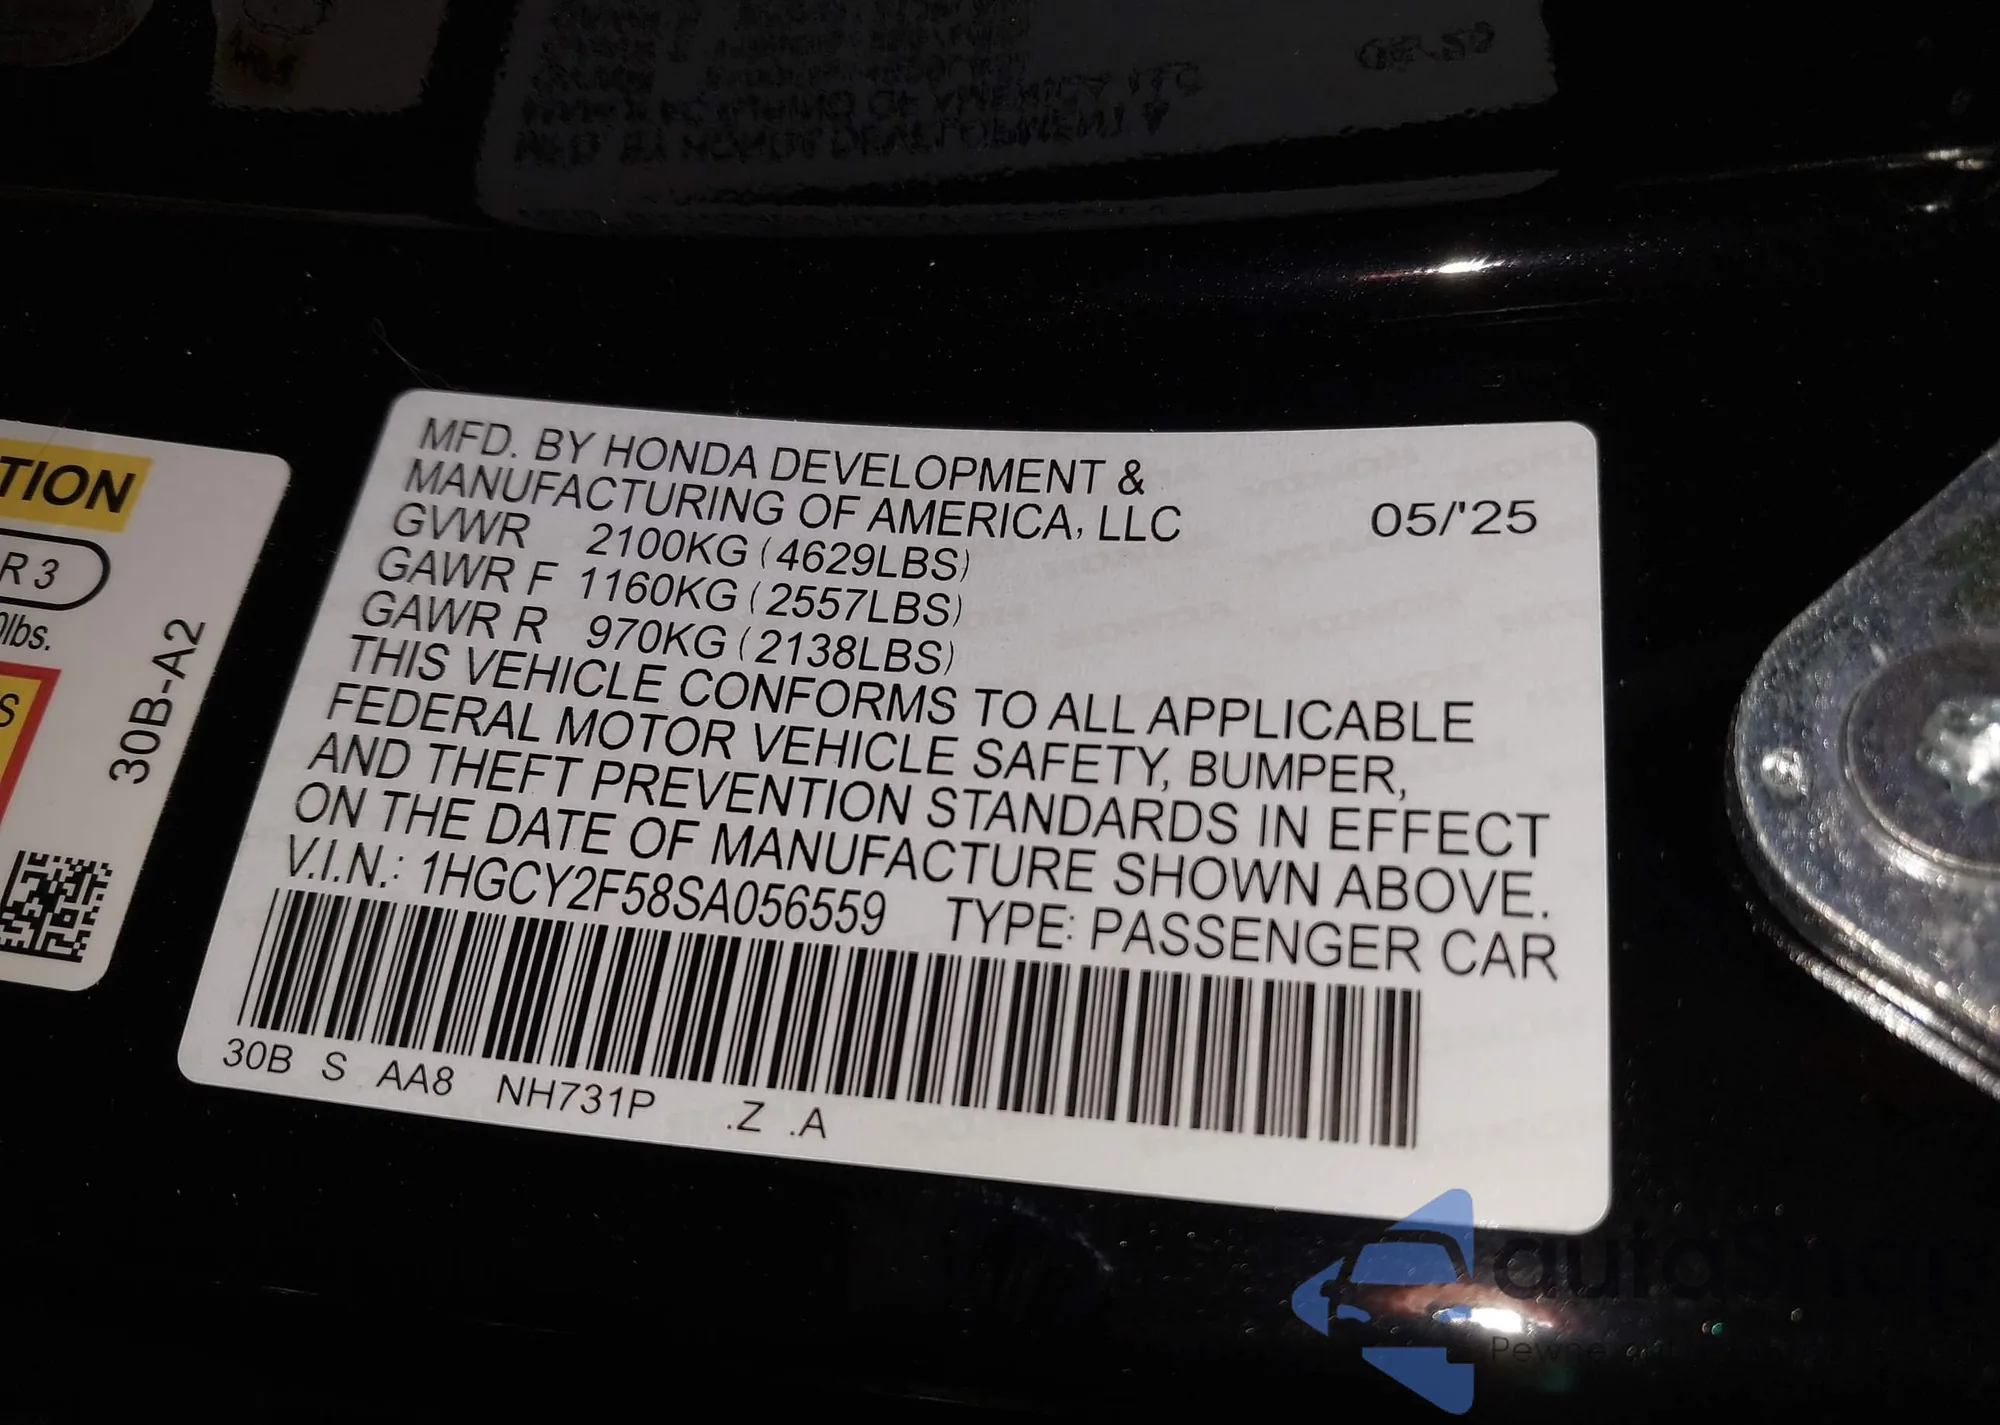 TION
R 3
lbs.
S
30B-A2
MFD. BY HONDA DEVELOPMENT &
MANUFACTURING OF AMERICA, LLC 05/'25
GVWR 2100KG (4629LBS)
GAWR F 1160KG (2557LBS)
GAWR R 970KG (2138LBS)
THIS VEHICLE CONFORMS TO ALL APPLICABLE
FEDERAL MOTOR VEHICLE SAFETY, BUMPER,
AND THEFT PREVENTION STANDARDS IN EFFECT
ON THE DATE OF MANUFACTURE SHOWN ABOVE.
V.I.N.: 1HGCY2F58SA056559 TYPE: PASSENGER CAR
30B S AA8 NH731P .Z .A